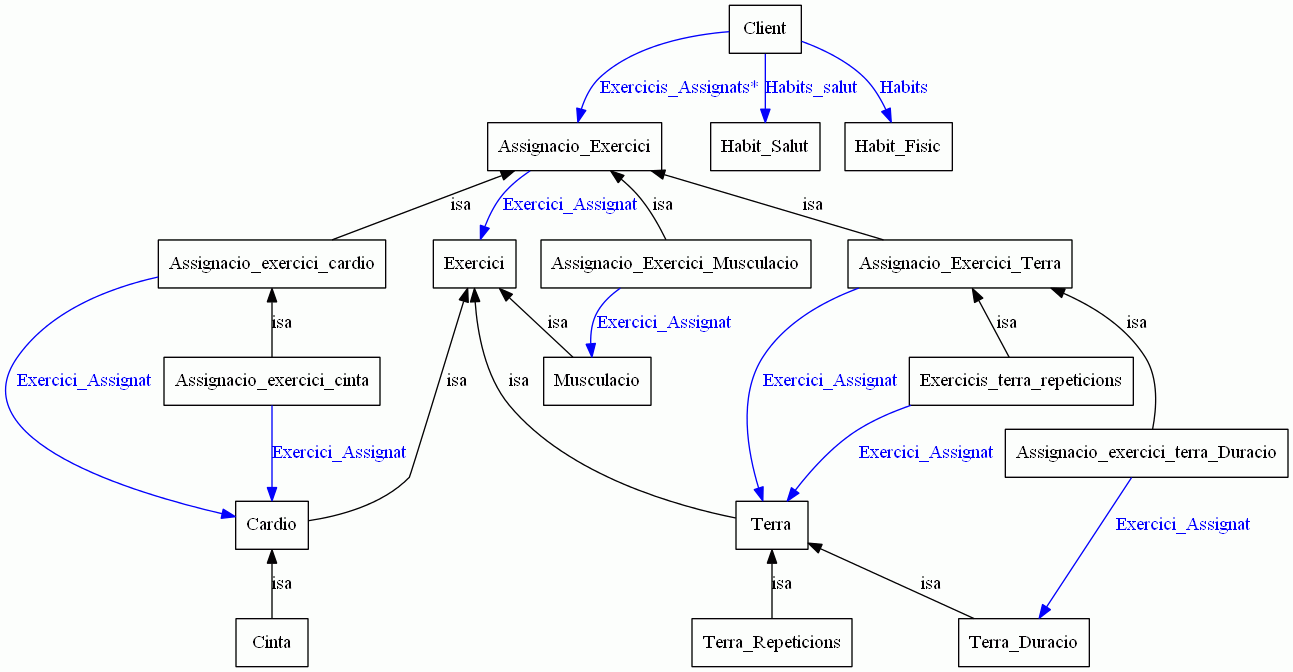 Client
Exercicis_Assignats*
Habits_salut
Habits
Assignacio_Exercici
Habit_Salut
Habit_Fisic
isa
Exercici_Assignat
isa
isa
Assignacio_exercici_cardio
Exercici
Assignacio_Exercici_Musculacio
Assignacio_Exercici_Terra
isa
isa
Exercici_Assignat
isa
isa
Exercici_Assignat
Assignacio_exercici_cinta
isa
isa
Musculacio
Exercici_Assignat
Exercicis_terra_repeticions
Exercici_Assignat
Exercici_Assignat
Assignacio_exercici_terra_Duracio
Cardio
Terra
Exercici_Assignat
isa
isa
isa
Cinta
Terra_Repeticions
Terra_Duracio